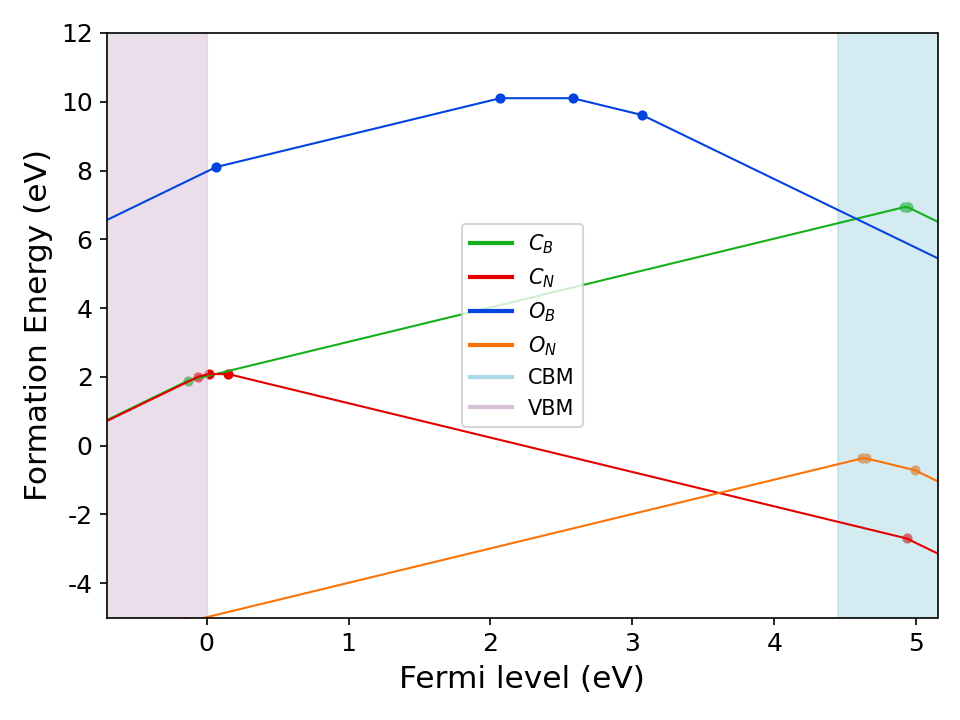 12
10
8
6
4
2
0
-2
-4
Formation Energy (eV)
C_B
C_N
O_B
O_N
CBM
VBM
0 1 2 3 4 5
Fermi level (eV)